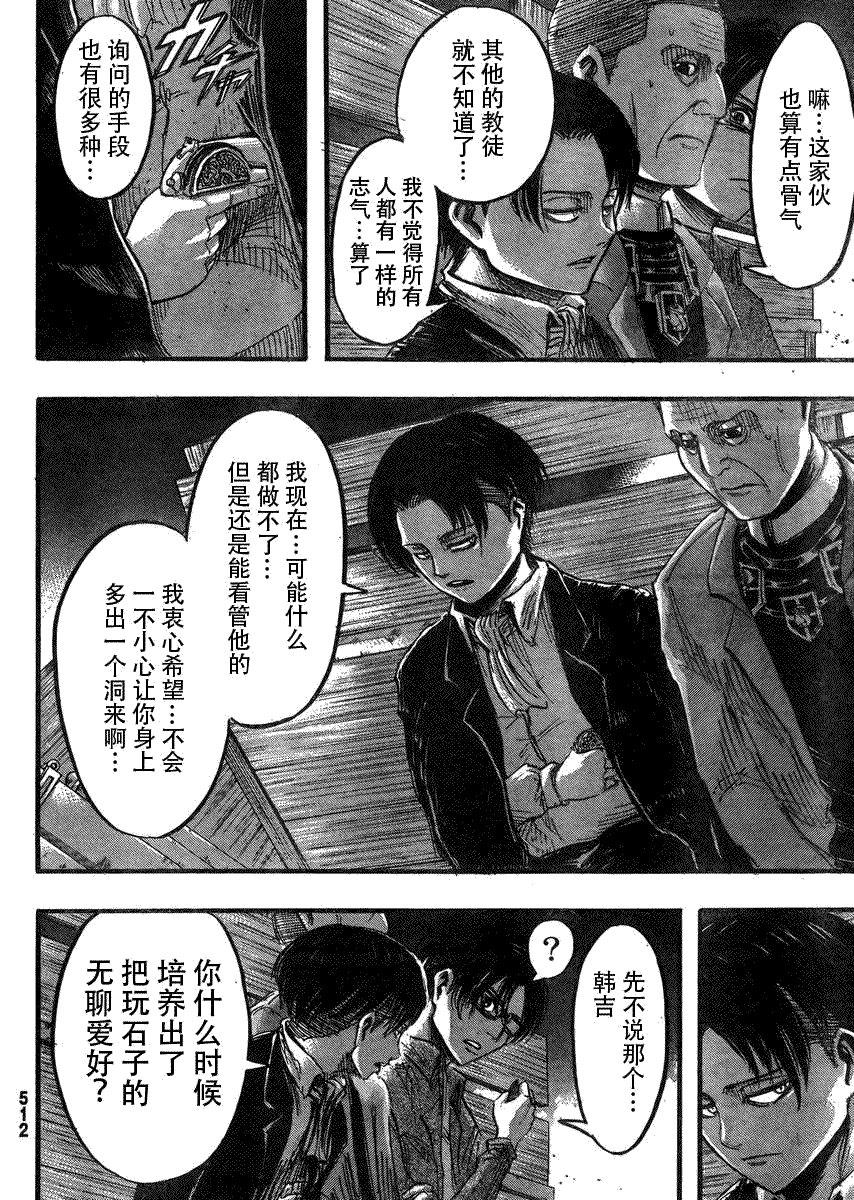 嘛…这家伙
也算有点骨气
其他的教徒
就不知道了…
我不觉得所有
人都有一样的
志气…算了
询问的手段
也有很多种…
カチャ
我现在…可能什么
都做不了…
但是还是能看管他的
我衷心希望…不会
一不小心让你身上
多出一个洞来啊…
先不说那个…
韩吉
?
你什么时候
培养出了
把玩石子的
无聊爱好?
512